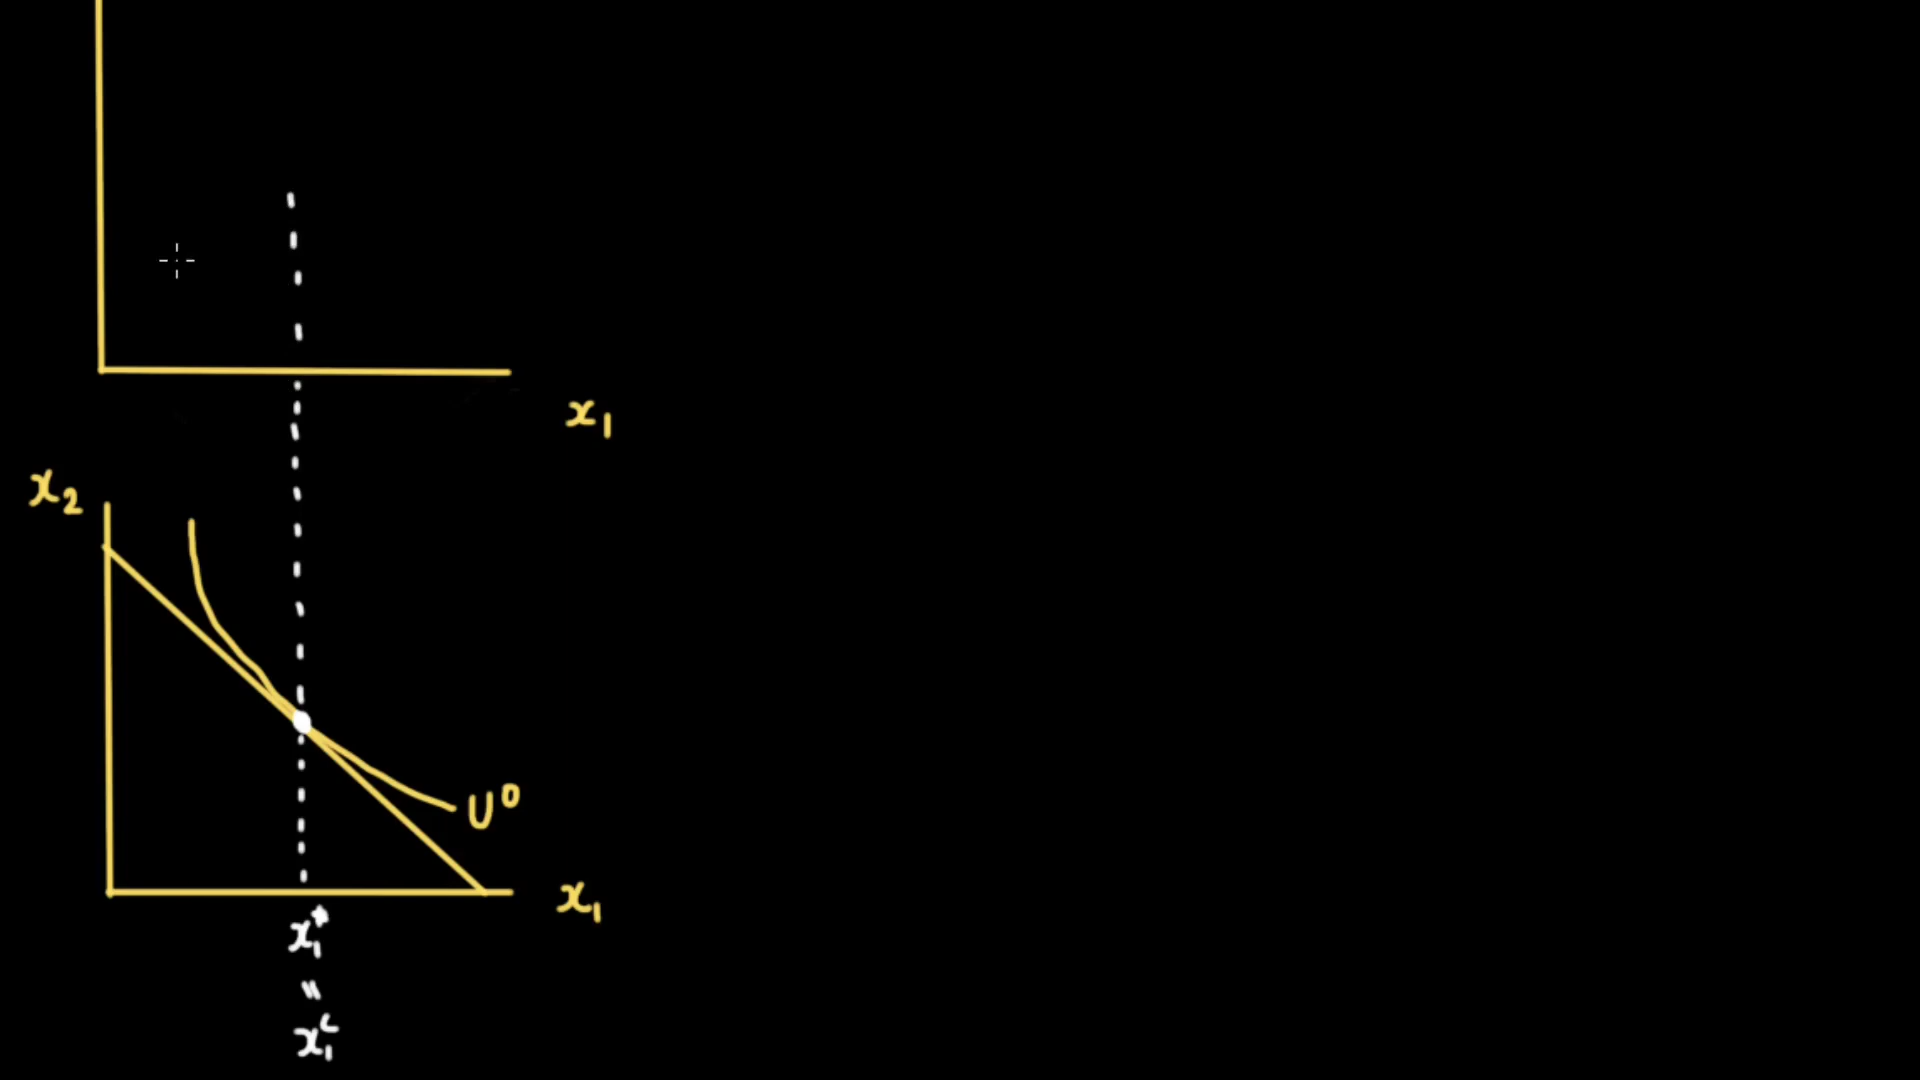 x₁
x₂
U⁰
x₁
x₁*
=
x₁ᶜ